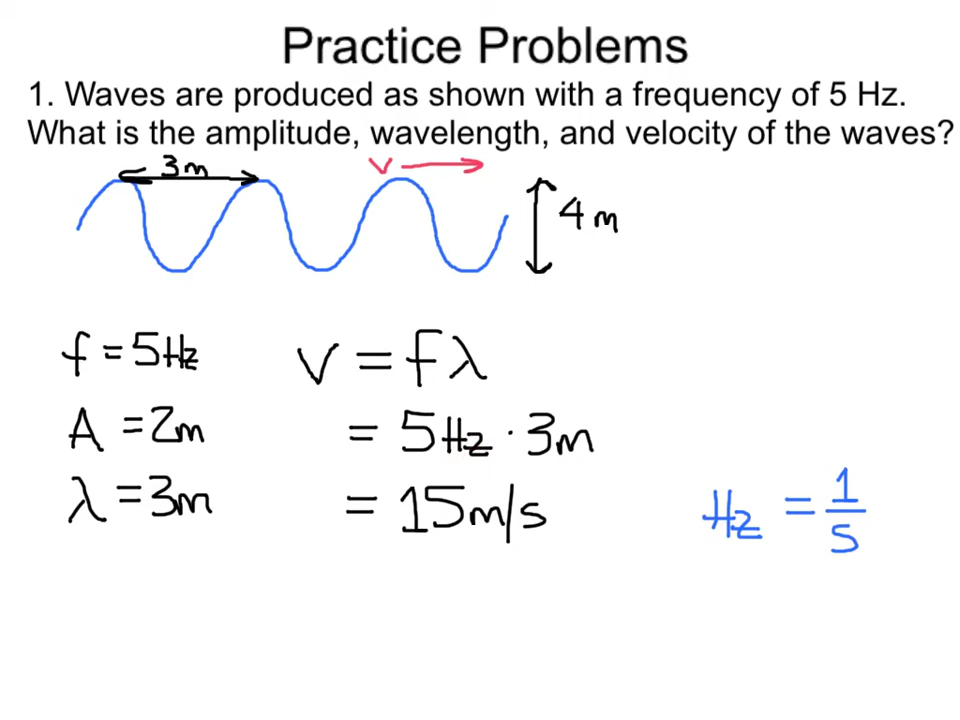 Practice Problems
1. Waves are produced as shown with a frequency of 5 Hz.
What is the amplitude, wavelength, and velocity of the waves?
3m
v
4m
f = 5Hz
A = 2m
λ = 3m
v = fλ
= 5Hz · 3m
= 15m/s
Hz = 1/s